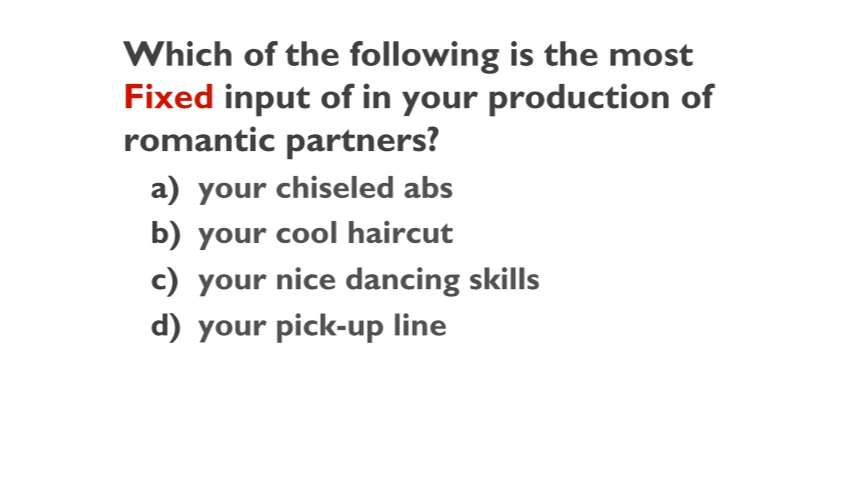 Which of the following is the most
Fixed input of in your production of
romantic partners?
a) your chiseled abs
b) your cool haircut
c) your nice dancing skills
d) your pick-up line